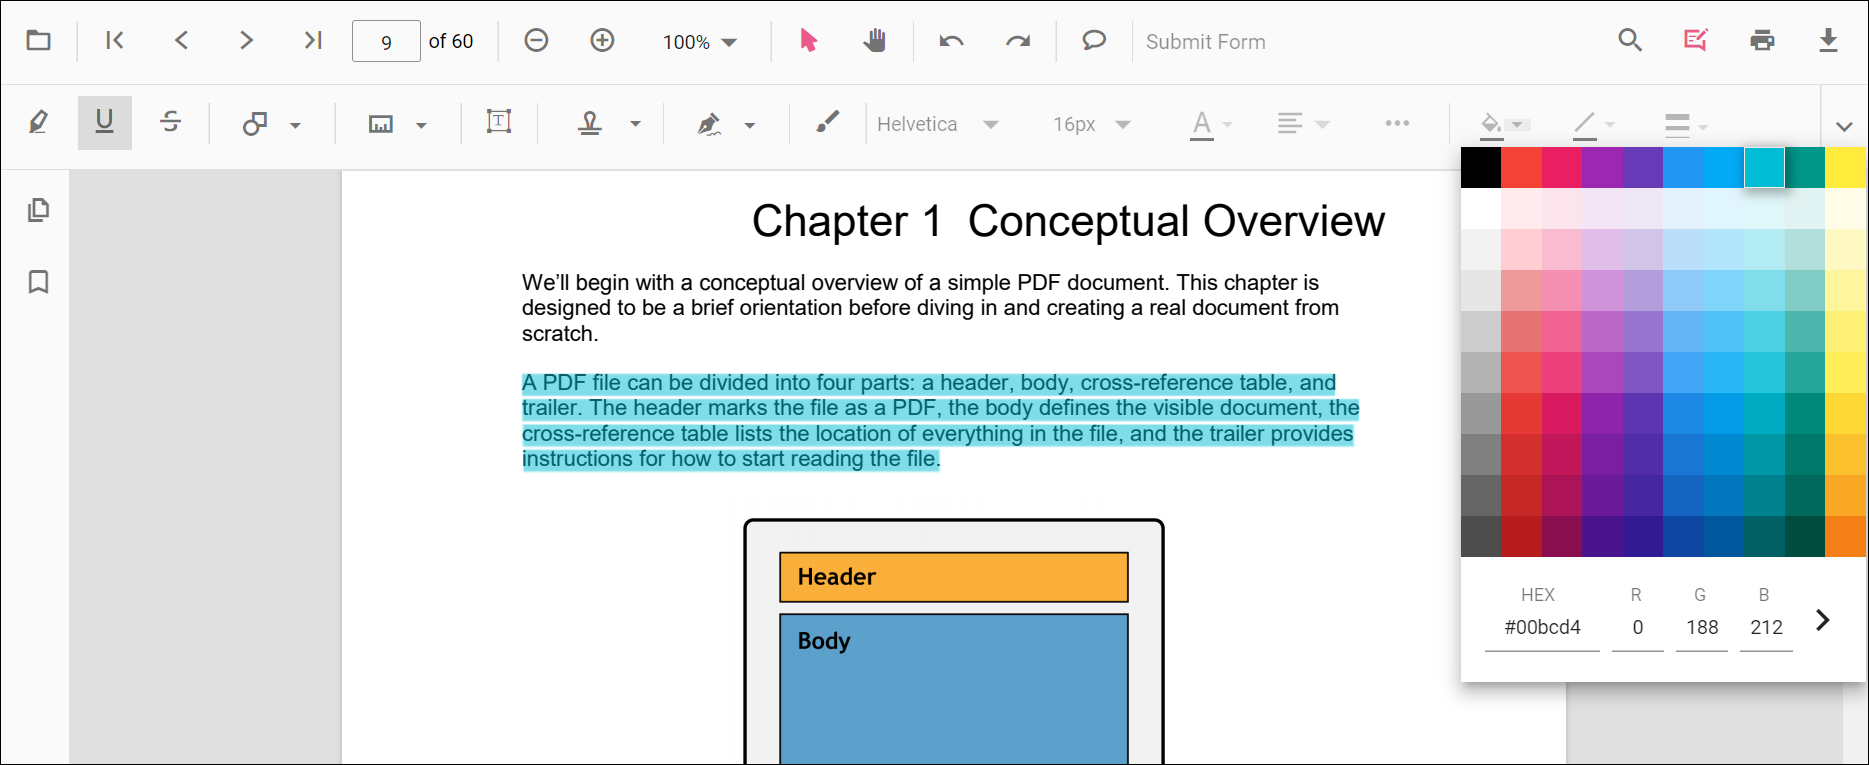 9 of 60 100% Submit Form
U S T Helvetica 16px A
Chapter 1 Conceptual Overview
We’ll begin with a conceptual overview of a simple PDF document. This chapter is
designed to be a brief orientation before diving in and creating a real document from
scratch.
A PDF file can be divided into four parts: a header, body, cross-reference table, and
trailer. The header marks the file as a PDF, the body defines the visible document, the
cross-reference table lists the location of everything in the file, and the trailer provides
instructions for how to start reading the file.
Header
Body
HEX R G B
#00bcd4 0 188 212